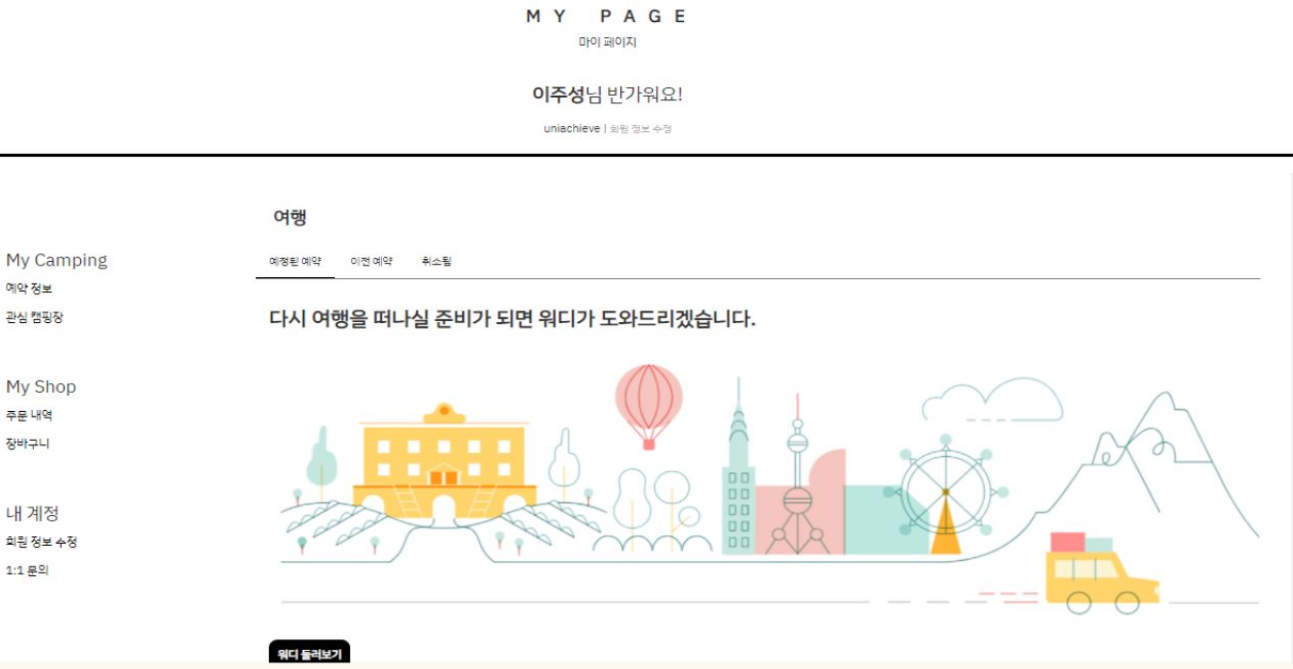 MY PAGE
마이 페이지
이주성님 반가워요!
uniachieve | 회원 정보 수정
My Camping
예약 정보
관심 캠핑장
My Shop
주문 내역
장바구니
내 계정
회원 정보 수정
1:1 문의
여행
예정된 예약 이전 예약 취소됨
다시 여행을 떠나실 준비가 되면 워디가 도와드리겠습니다.
워디 둘러보기